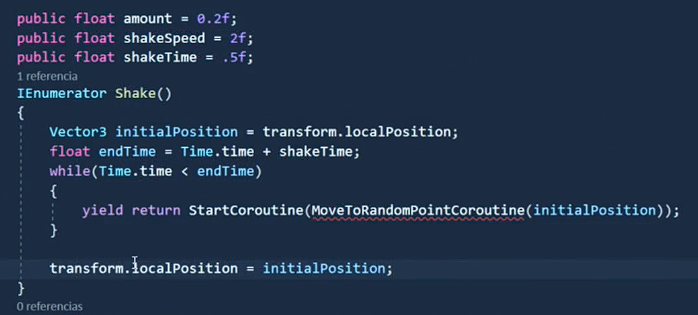 public float amount = 0.2f;
public float shakeSpeed = 2f;
public float shakeTime = .5f;
1 referencia
IEnumerator Shake()
{
Vector3 initialPosition = transform.localPosition;
float endTime = Time.time + shakeTime;
while(Time.time < endTime)
{
yield return StartCoroutine(MoveToRandomPointCoroutine(initialPosition));
}
transform.localPosition = initialPosition;
}
0 referencias